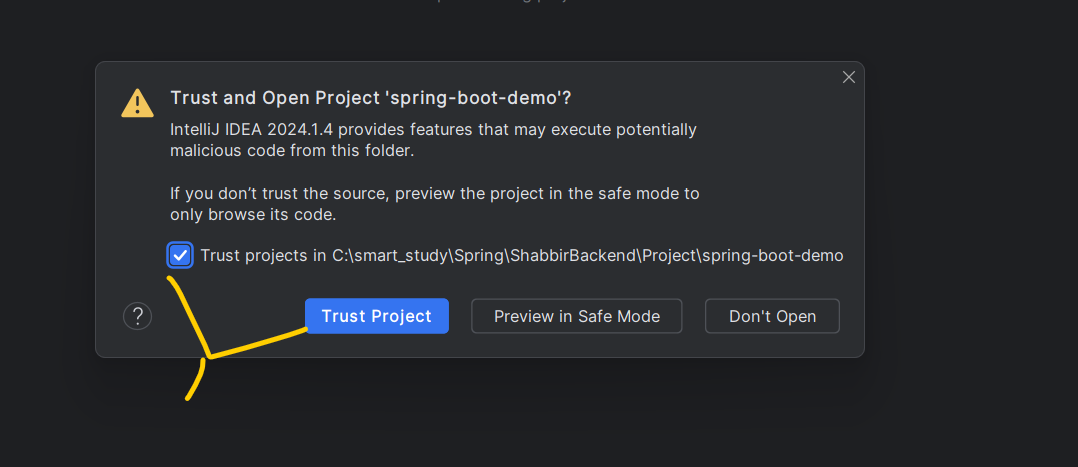 Trust and Open Project 'spring-boot-demo'?
IntelliJ IDEA 2024.1.4 provides features that may execute potentially
malicious code from this folder.
If you don’t trust the source, preview the project in the safe mode to
only browse its code.
Trust projects in C:\smart_study\Spring\ShabbirBackend\Project\spring-boot-demo
? Trust Project Preview in Safe Mode Don't Open